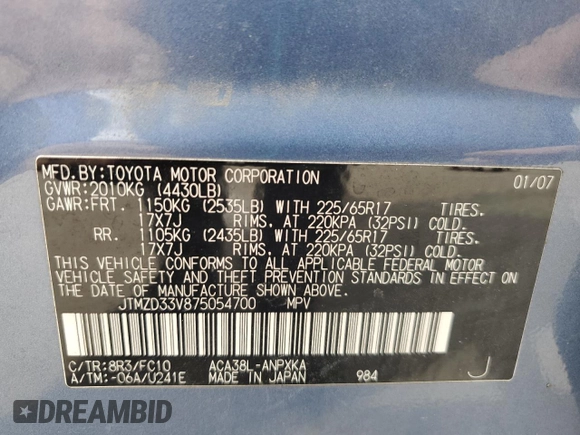 MFD.BY:TOYOTA MOTOR CORPORATION 01/07
GVWR:2010KG (4430LB)
GAWR:FRT. 1150KG (2535LB) WITH 225/65R17 TIRES.
17X7J RIMS. AT 220KPA (32PSI) COLD.
RR. 1105KG (2435LB) WITH 225/65R17 TIRES.
17X7J RIMS. AT 220KPA (32PSI) COLD.
THIS VEHICLE CONFORMS TO ALL APPLICABLE FEDERAL MOTOR
VEHICLE SAFETY AND THEFT PREVENTION STANDARDS IN EFFECT ON
THE DATE OF MANUFACTURE SHOWN ABOVE.
JTMZD33V875054700 MPV
C/TR:8R3/FC10 ACA38L-ANPXKA
A/TM:-06A/U241E MADE IN JAPAN 984 J
DREAMBID